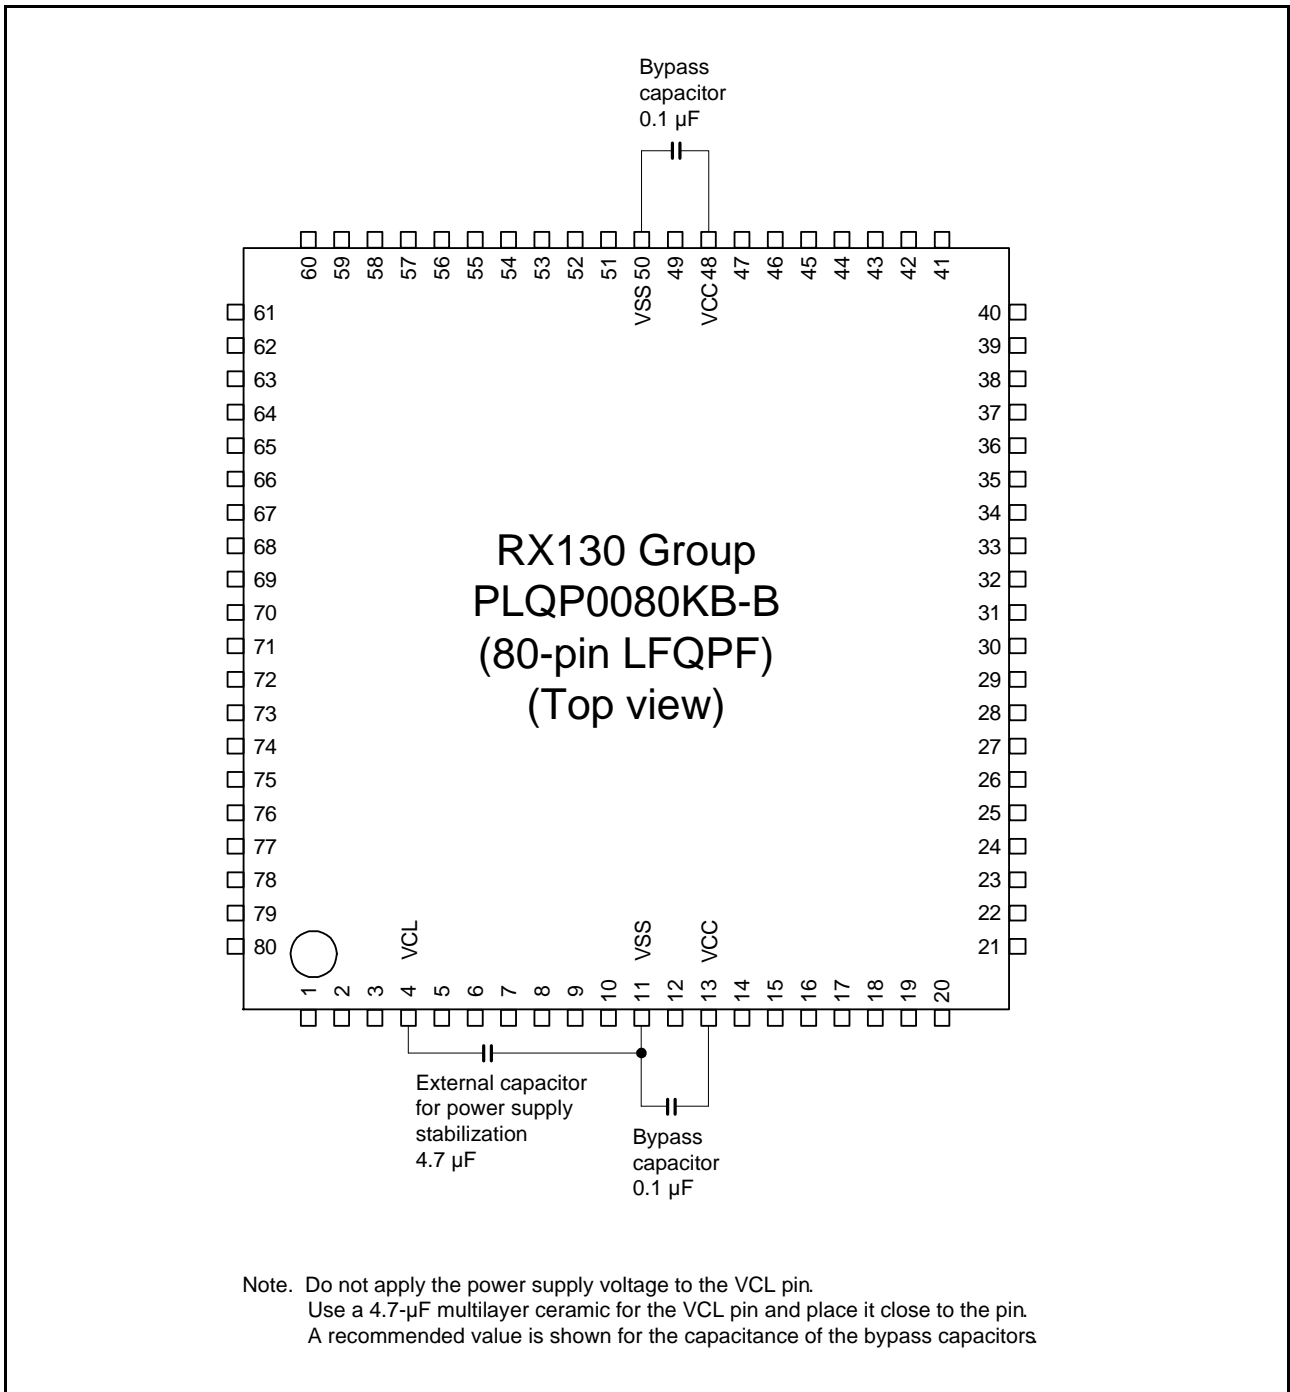 Bypass
capacitor
0.1 µF
60 59 58 57 56 55 54 53 52 51 50 49 48 47 46 45 44 43 42 41
VSS VCC
61 40
62 39
63 38
64 37
65 36
66 35
67 34
68 33
69 32
70 31
71 30
72 29
73 28
74 27
75 26
76 25
77 24
78 23
79 22
80 21
RX130 Group
PLQP0080KB-B
(80-pin LFQPF)
(Top view)
VCL VSS VCC
1 2 3 4 5 6 7 8 9 10 11 12 13 14 15 16 17 18 19 20
External capacitor
for power supply
stabilization
4.7 µF
Bypass
capacitor
0.1 µF
Note. Do not apply the power supply voltage to the VCL pin.
Use a 4.7-µF multilayer ceramic for the VCL pin and place it close to the pin.
A recommended value is shown for the capacitance of the bypass capacitors.